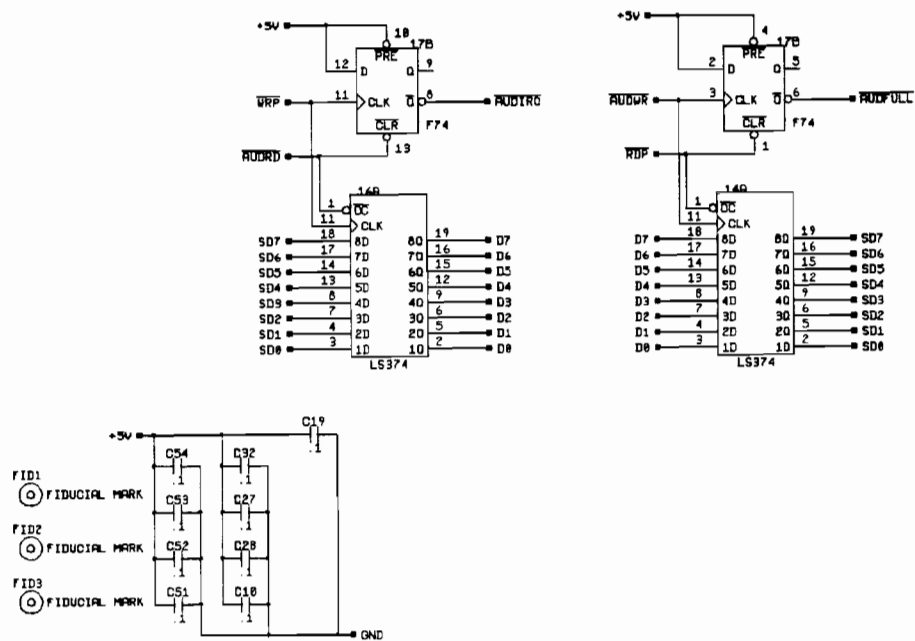 +5V 10 17B
PRE
12 D Q 9
WRP 11 CLK Q 8 AUDIRQ
CLR F74
AUDRD 13
16B
1 OC
11 CLK
SD7 18 8D 8Q 19 D7
SD6 17 7D 7Q 16 D6
SD5 14 6D 6Q 15 D5
SD4 13 5D 5Q 12 D4
SD3 8 4D 4Q 9 D3
SD2 7 3D 3Q 6 D2
SD1 4 2D 2Q 5 D1
SD0 3 1D 1Q 2 D0
LS374
+5V 4 17B
PRE
2 D Q 5
AUDWR 3 CLK Q 6 AUDFULL
CLR F74
RDP 1
1 OC
11 CLK
D7 18 8D 8Q 19 SD7
D6 17 7D 7Q 16 SD6
D5 14 6D 6Q 15 SD5
D4 13 5D 5Q 12 SD4
D3 8 4D 4Q 9 SD3
D2 7 3D 3Q 6 SD2
D1 4 2D 2Q 5 SD1
D0 3 1D 1Q 2 SD0
LS374
+5V C19
.1
C54 C32
.1 .1
FID1
FIDUCIAL MARK
C53 C27
.1 .1
FID2
FIDUCIAL MARK
C52 C28
.1 .1
FID3
FIDUCIAL MARK
C51 C10
.1 .1
GND